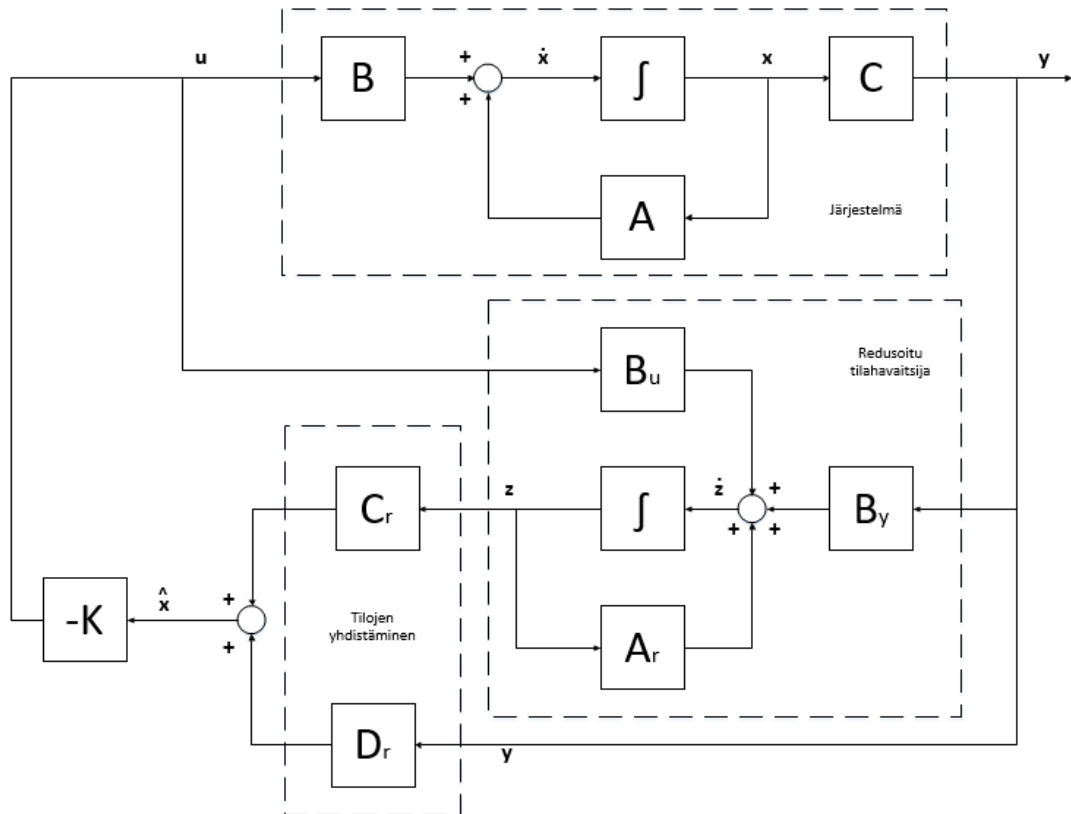 u
B
+
+
ẋ
∫
x
C
y
A
Järjestelmä
Bu
Redusoitu
tilahavaitsija
Cr
z
∫
ż
+
+
+
By
-K
x̂
+
+
Tilojen
yhdistäminen
Ar
Dr
y